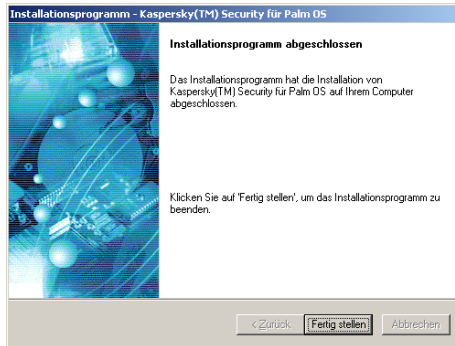 Installationsprogramm - Kaspersky(TM) Security für Palm OS
Installationsprogramm abgeschlossen
Das Installationsprogramm hat die Installation von
Kaspersky(TM) Security für Palm OS auf Ihrem Computer
abgeschlossen.
Klicken Sie auf 'Fertig stellen', um das Installationsprogramm zu
beenden.
< Zurück
Fertig stellen
Abbrechen